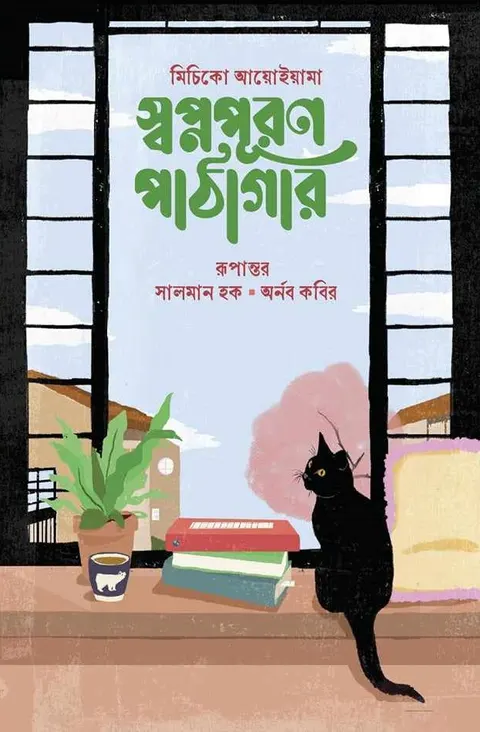 মিচিকো আয়োইয়ামা
স্বপ্নপূরণ
পাঠাগার
রূপান্তর
সালমান হক ▪ অর্নব কবির